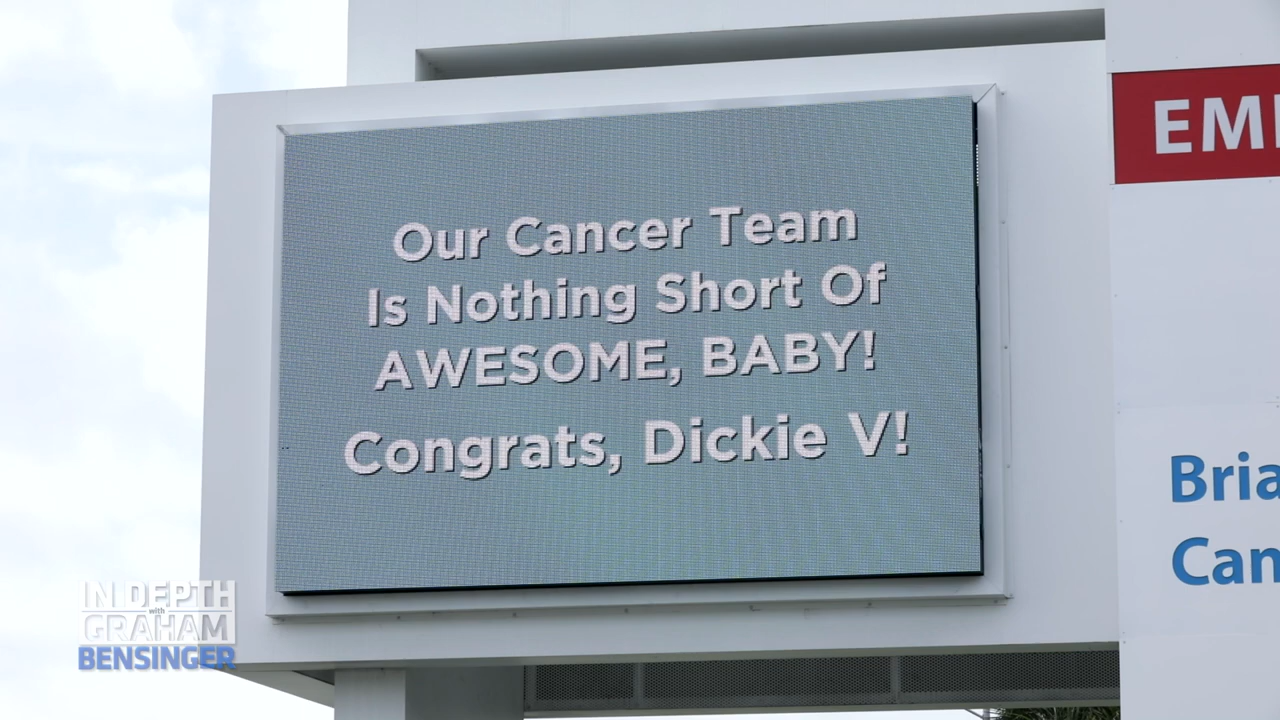 Our Cancer Team
Is Nothing Short Of
AWESOME, BABY!
Congrats, Dickie V!
EM
Bria
Can
IN DEPTH
with
GRAHAM
BENSINGER